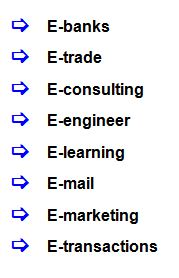 E-banks
E-trade
E-consulting
E-engineer
E-learning
E-mail
E-marketing
E-transactions